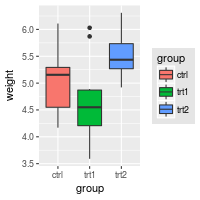 weight
6.0
5.5
5.0
4.5
4.0
3.5
ctrl
trt1
trt2
group
group
ctrl
trt1
trt2